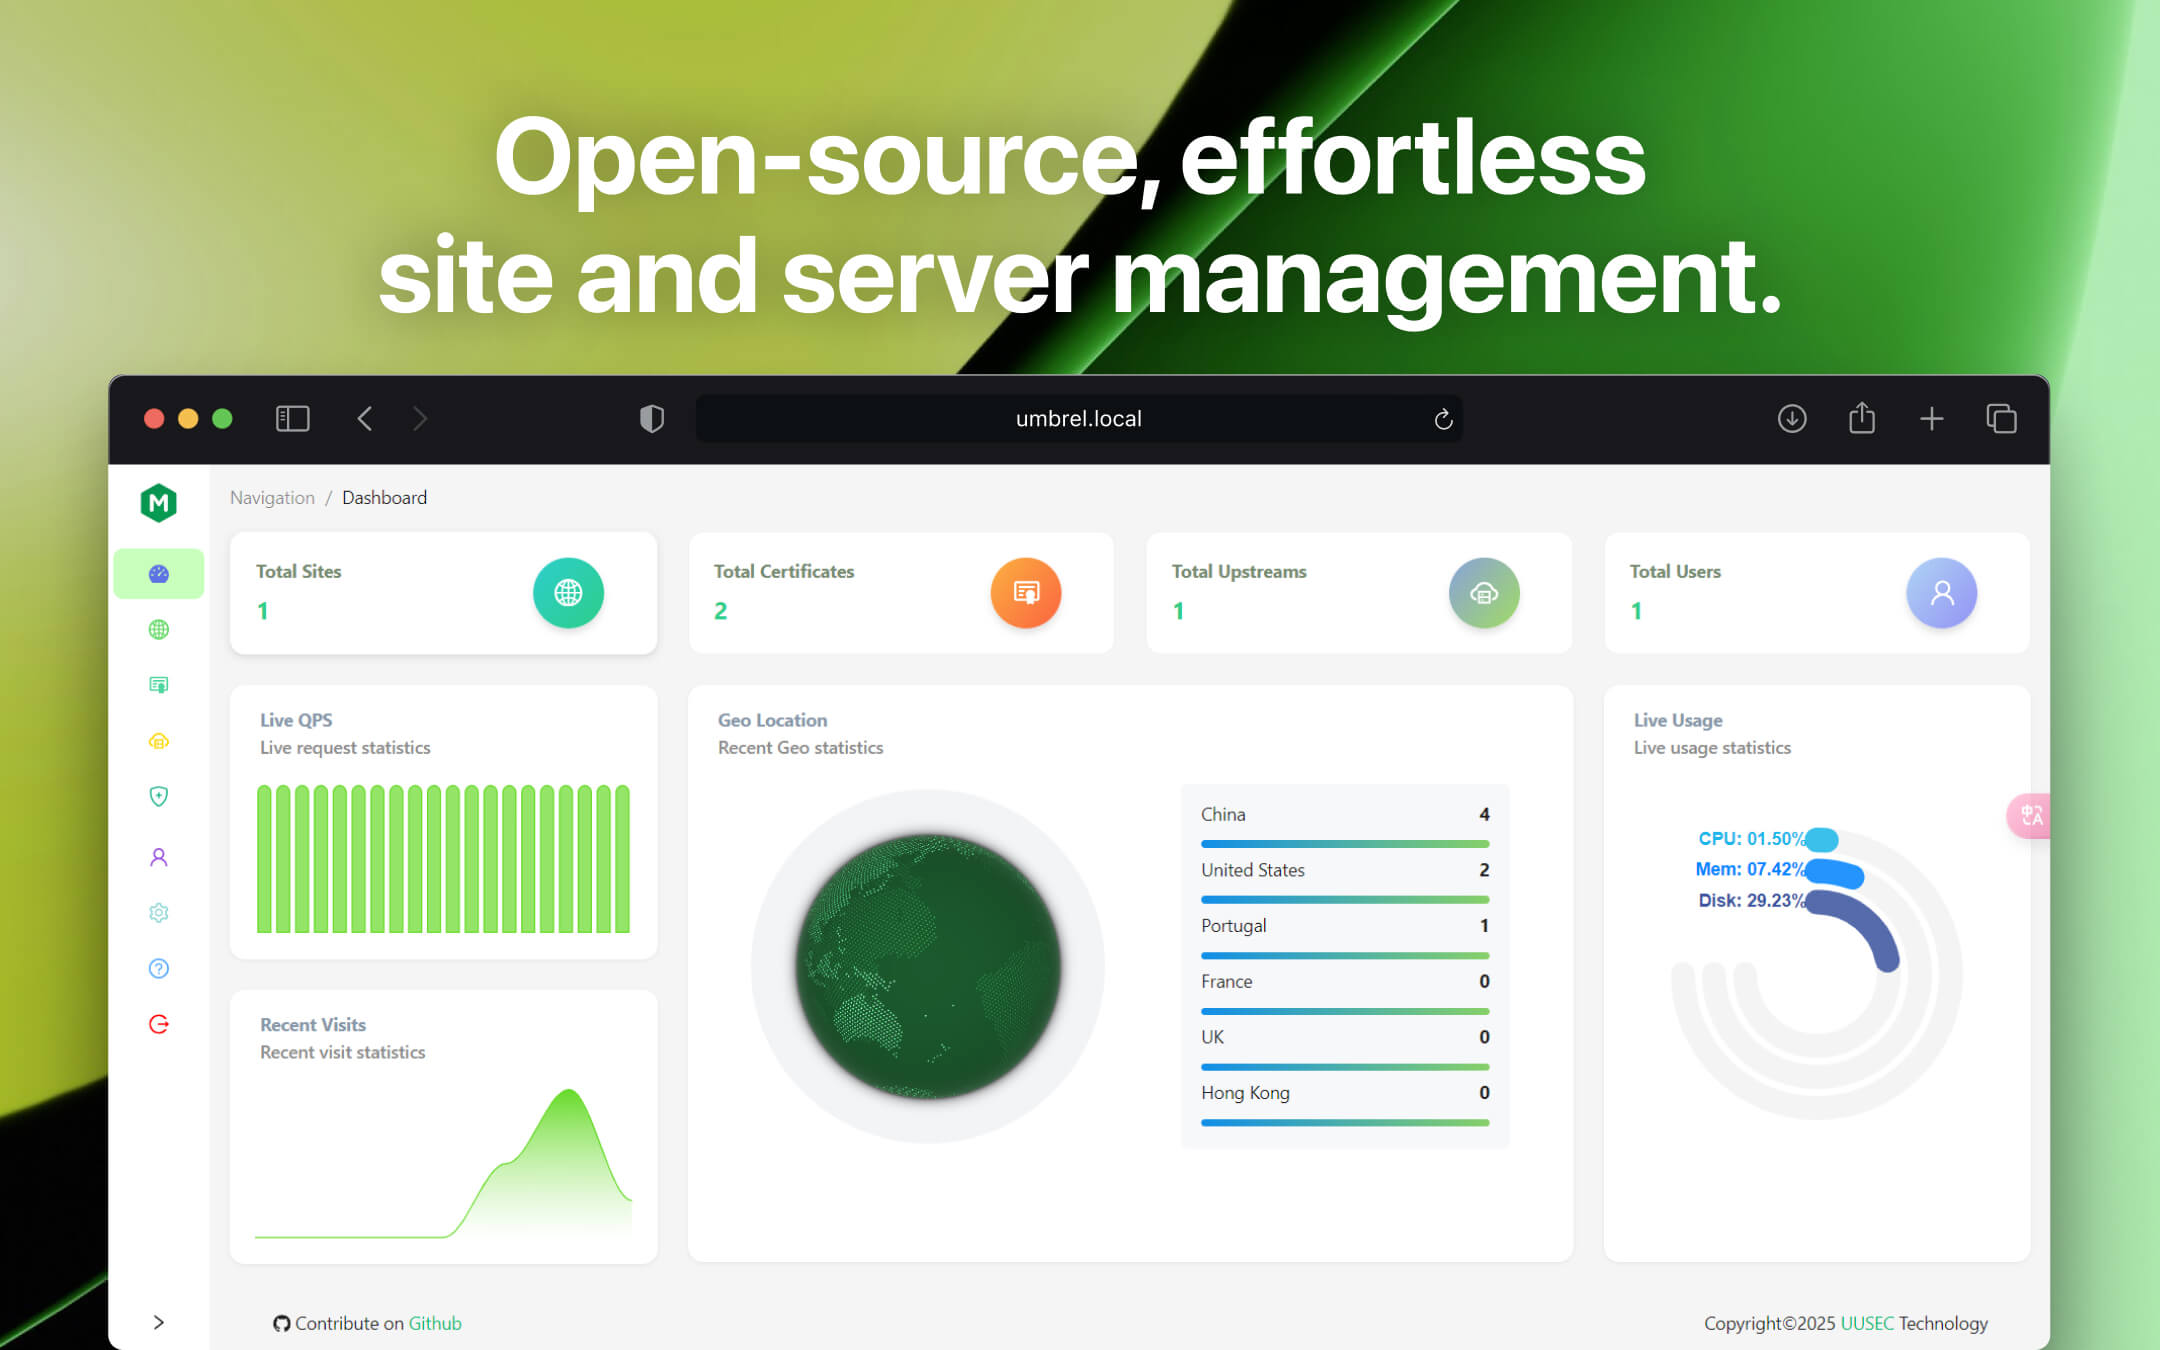 Open-source, effortless
site and server management.
umbrel.local
M
Navigation / Dashboard
Total Sites
1
Total Certificates
2
Total Upstreams
1
Total Users
1
Live QPS
Live request statistics
Geo Location
Recent Geo statistics
China 4
United States 2
Portugal 1
France 0
UK 0
Hong Kong 0
Live Usage
Live usage statistics
CPU: 01.50%
Mem: 07.42%
Disk: 29.23%
中
A
Recent Visits
Recent visit statistics
Contribute on Github
Copyright©2025 UUSEC Technology